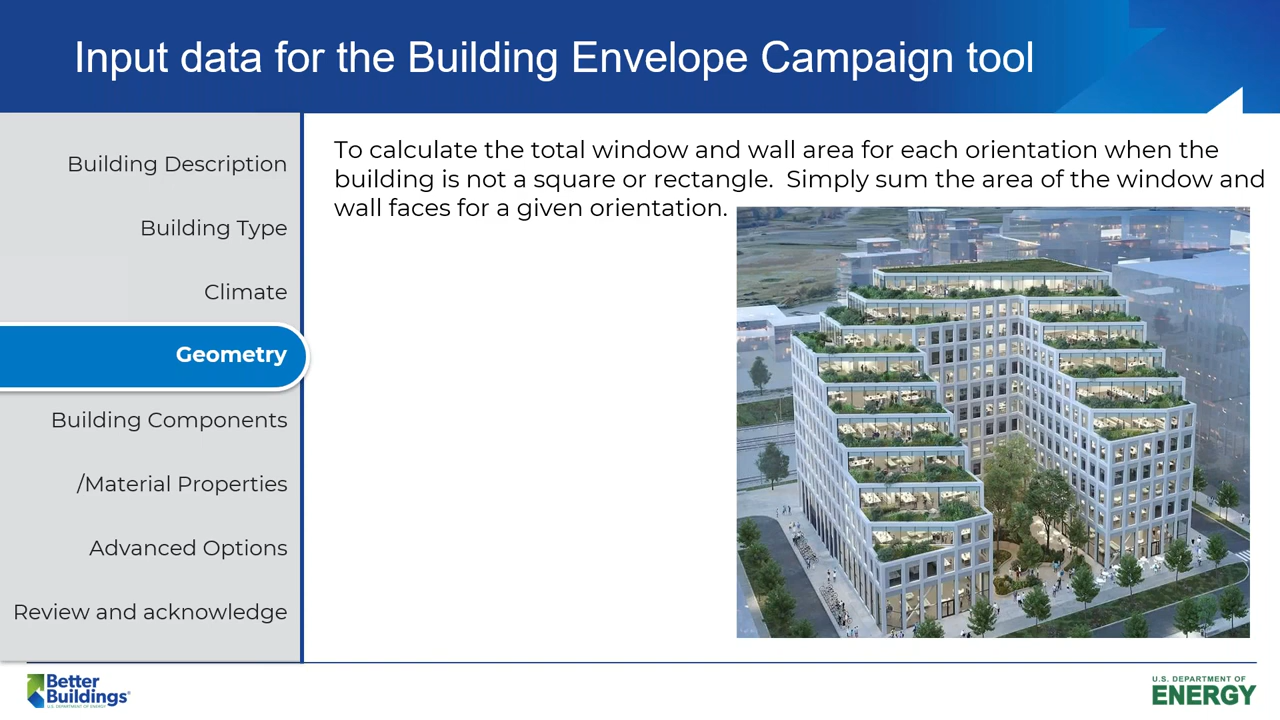 Input data for the Building Envelope Campaign tool
Building Description
Building Type
Climate
Geometry
Building Components
/Material Properties
Advanced Options
Review and acknowledge
To calculate the total window and wall area for each orientation when the
building is not a square or rectangle.  Simply sum the area of the window and
wall faces for a given orientation.
Better
Buildings®
U.S. DEPARTMENT OF ENERGY
U.S. DEPARTMENT OF
ENERGY